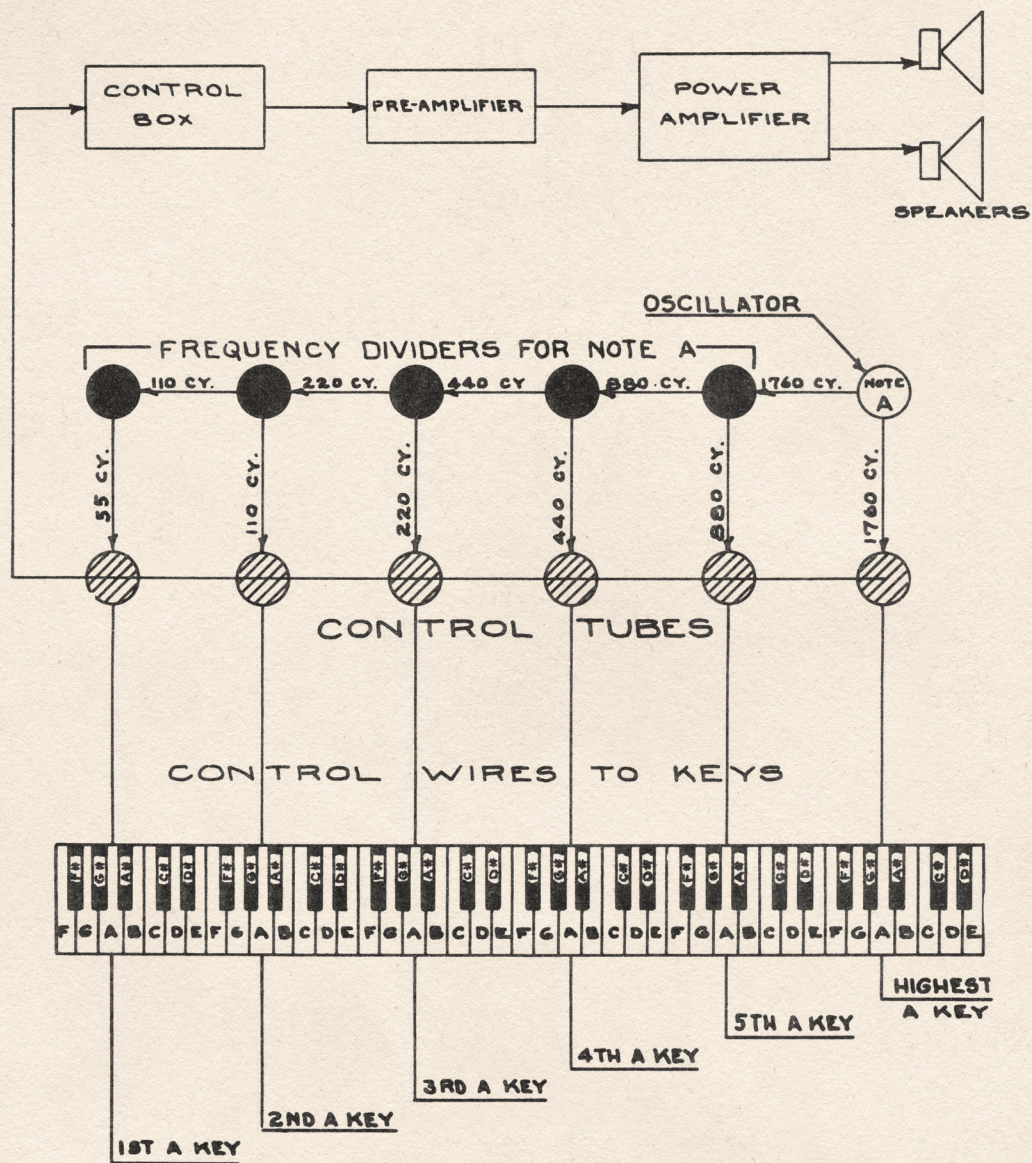 CONTROL
BOX
PRE-AMPLIFIER
POWER
AMPLIFIER
SPEAKERS
OSCILLATOR
FREQUENCY DIVIDERS FOR NOTE A
110 CY. 220 CY. 440 CY 880 CY. 1760 CY.
NOTE
A
55 CY.
110 CY.
220 CY.
440 CY.
880 CY.
1760 CY.
CONTROL TUBES
CONTROL WIRES TO KEYS
F# G# A# C# D# F# G# A# C# D# F# G# A# C# D# F# G# A# C# D# F# G# A# C# D# F# G# A# C# D#
F G A B C D E F G A B C D E F G A B C D E F G A B C D E F G A B C D E F G A B C D E
HIGHEST
A KEY
5TH A KEY
4TH A KEY
3RD A KEY
2ND A KEY
1ST A KEY